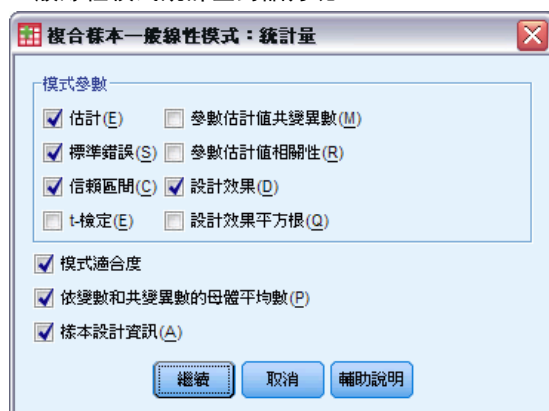 複合樣本一般線性模式：統計量
模式參數
估計(E) 參數估計值共變異數(M)
標準錯誤(S) 參數估計值相關性(R)
信賴區間(C) 設計效果(D)
t-檢定(E) 設計效果平方根(Q)
模式適合度
依變數和共變異數的母體平均數(P)
樣本設計資訊(A)
繼續 取消 輔助說明